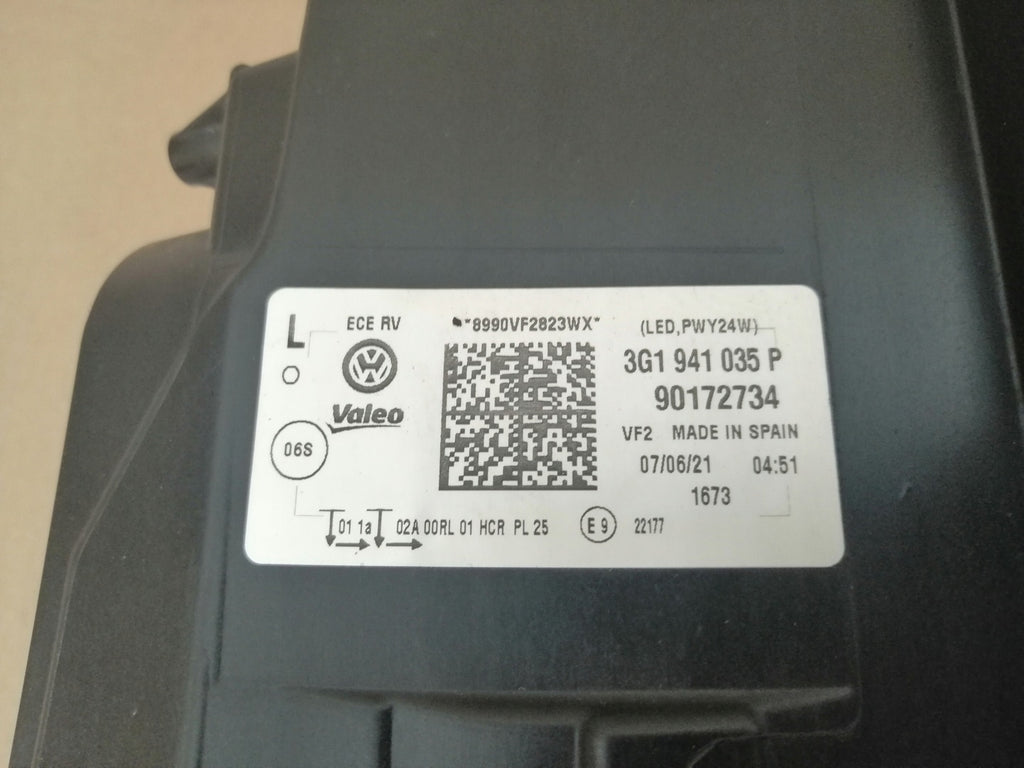 L
ECE RV
*8990VF2823WX*
(LED,PWY24W)
3G1 941 035 P
90172734
Valeo
06S
VF2 MADE IN SPAIN
07/06/21 04:51
1673
01 1a 02A 00RL 01 HCR PL 25 E 9 22177